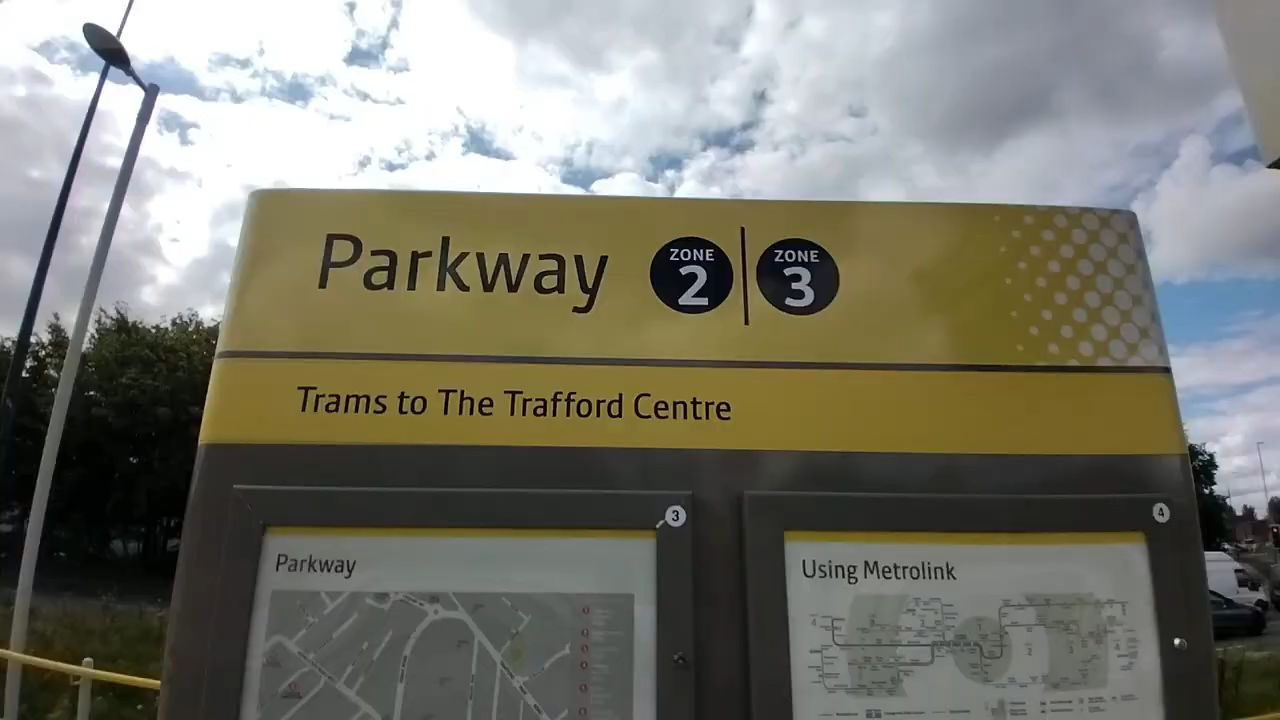 Parkway ZONE 2 ZONE 3
Trams to The Trafford Centre
3
4
Parkway
Using Metrolink